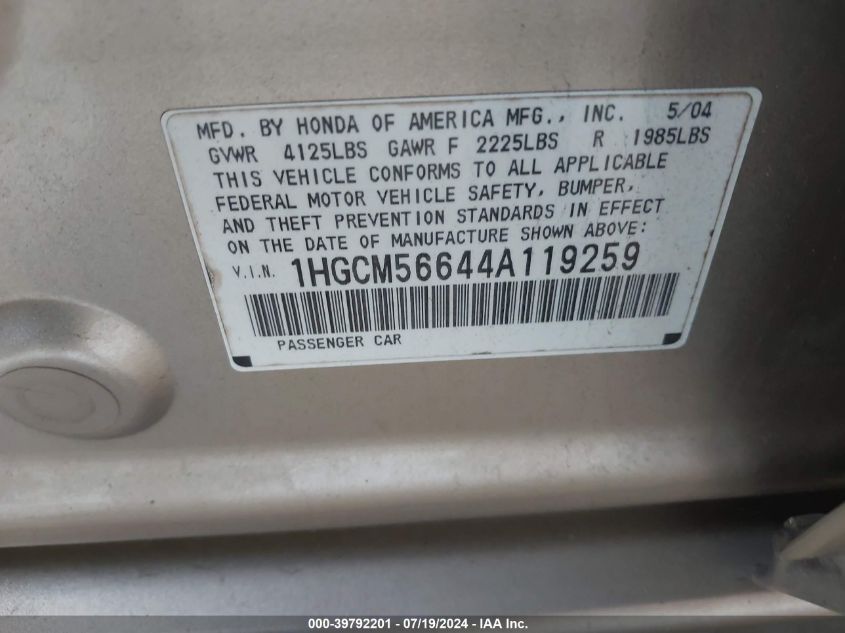 MFD. BY HONDA OF AMERICA MFG., INC. 5/04
GVWR 4125LBS GAWR F 2225LBS R 1985LBS
THIS VEHICLE CONFORMS TO ALL APPLICABLE
FEDERAL MOTOR VEHICLE SAFETY, BUMPER,
AND THEFT PREVENTION STANDARDS IN EFFECT
ON THE DATE OF MANUFACTURE SHOWN ABOVE:
V.I.N. 1HGCM56644A119259
PASSENGER CAR
000-39792201 - 07/19/2024 - IAA Inc.